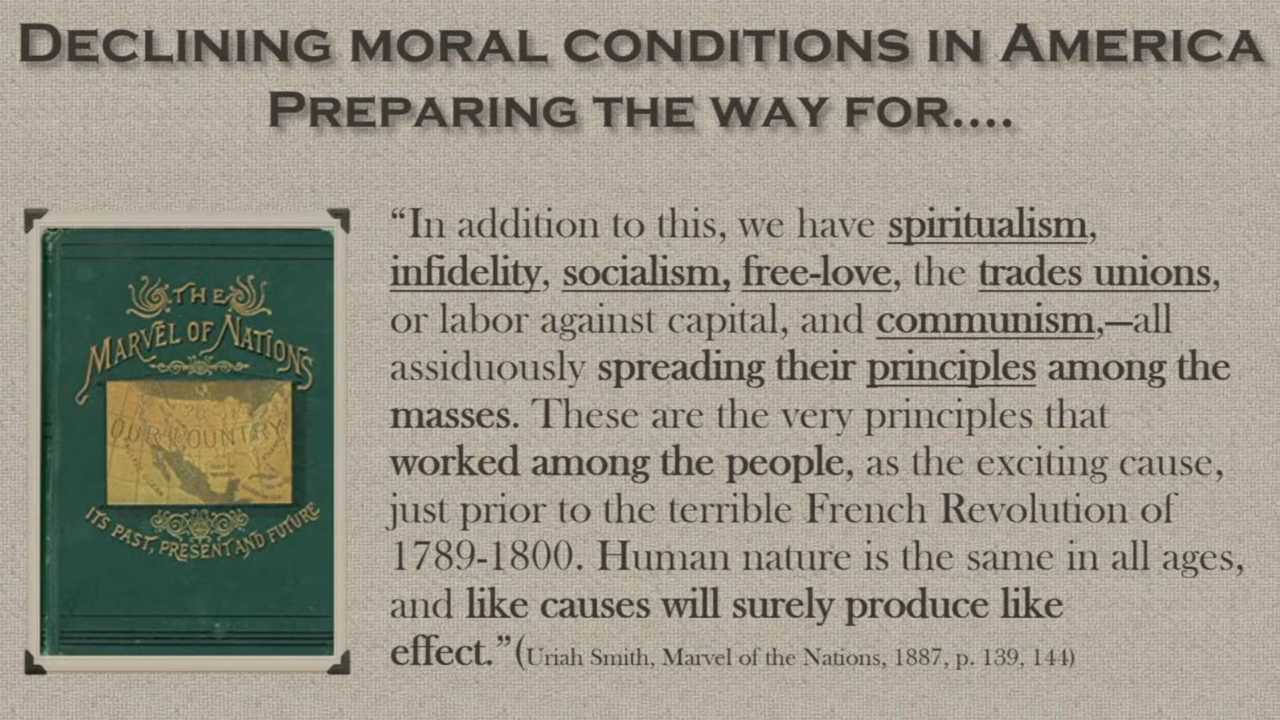 DECLINING MORAL CONDITIONS IN AMERICA
PREPARING THE WAY FOR....
“In addition to this, we have spiritualism,
infidelity, socialism, free-love, the trades unions,
or labor against capital, and communism,—all
assiduously spreading their principles among the
masses. These are the very principles that
worked among the people, as the exciting cause,
just prior to the terrible French Revolution of
1789-1800. Human nature is the same in all ages,
and like causes will surely produce like
effect.” (Uriah Smith, Marvel of the Nations, 1887, p. 139, 144)
THE
MARVEL OF NATIONS
OUR COUNTRY
ITS PAST, PRESENT AND FUTURE